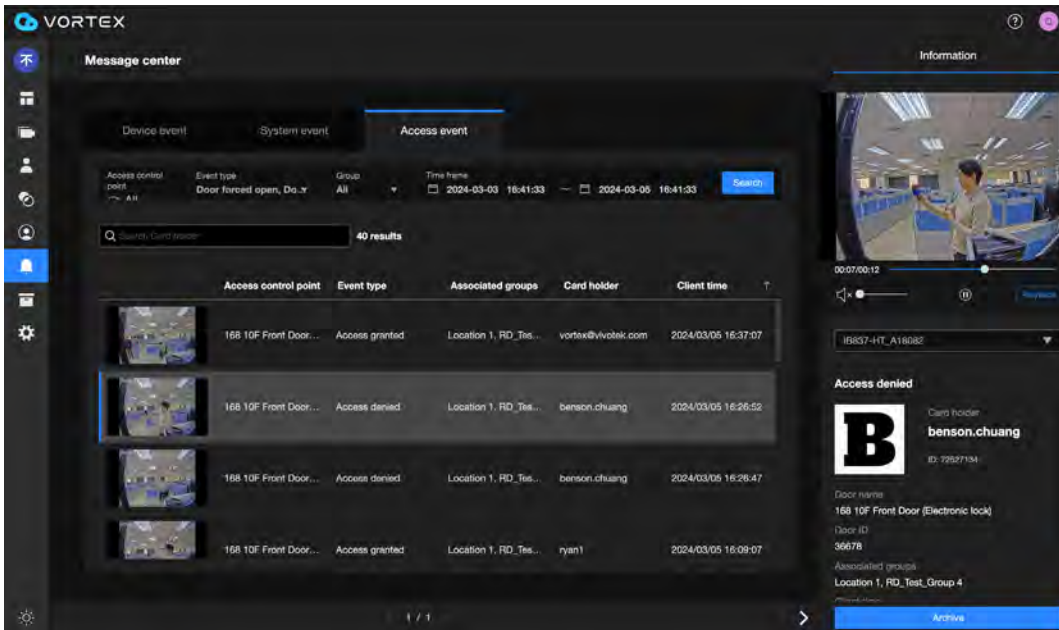 VORTEX
Message center
Information
Device event
System event
Access event
Access control point
Event type
Group
Time frame
All
Door forced open, Do..
All
2024-03-03 16:41:33 — 2024-03-05 16:41:33
Search
Search Card holder
40 results
00:07/00:12
Access control point Event type Associated groups Card holder Client time
168 10F Front Door... Access granted Location 1, RD_Tes... vortex@vivotek.com 2024/03/05 16:37:07
IB837-HT_A18082
Access denied
168 10F Front Door... Access denied Location 1, RD_Tes... benson.chuang 2024/03/05 16:26:52
B
Card holder
benson.chuang
ID: 72627134
168 10F Front Door... Access denied Location 1, RD_Tes... benson.chuang 2024/03/05 16:26:47
Door name
168 10F Front Door (Electronic lock)
Door ID
36678
168 10F Front Door... Access granted Location 1, RD_Tes... ryan1 2024/03/05 16:09:07
Associated groups
Location 1, RD_Test_Group 4
1 / 1
Archive